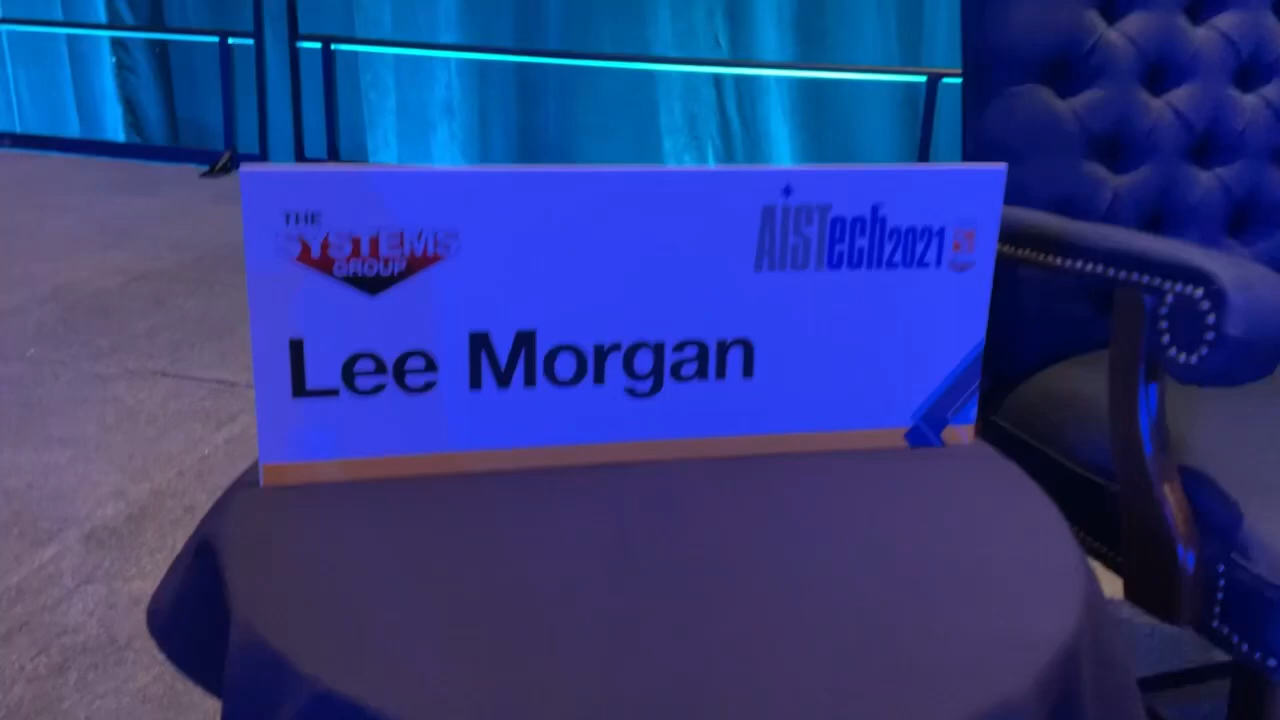 THE
SYSTEMS
GROUP
AISTech2021
Lee Morgan